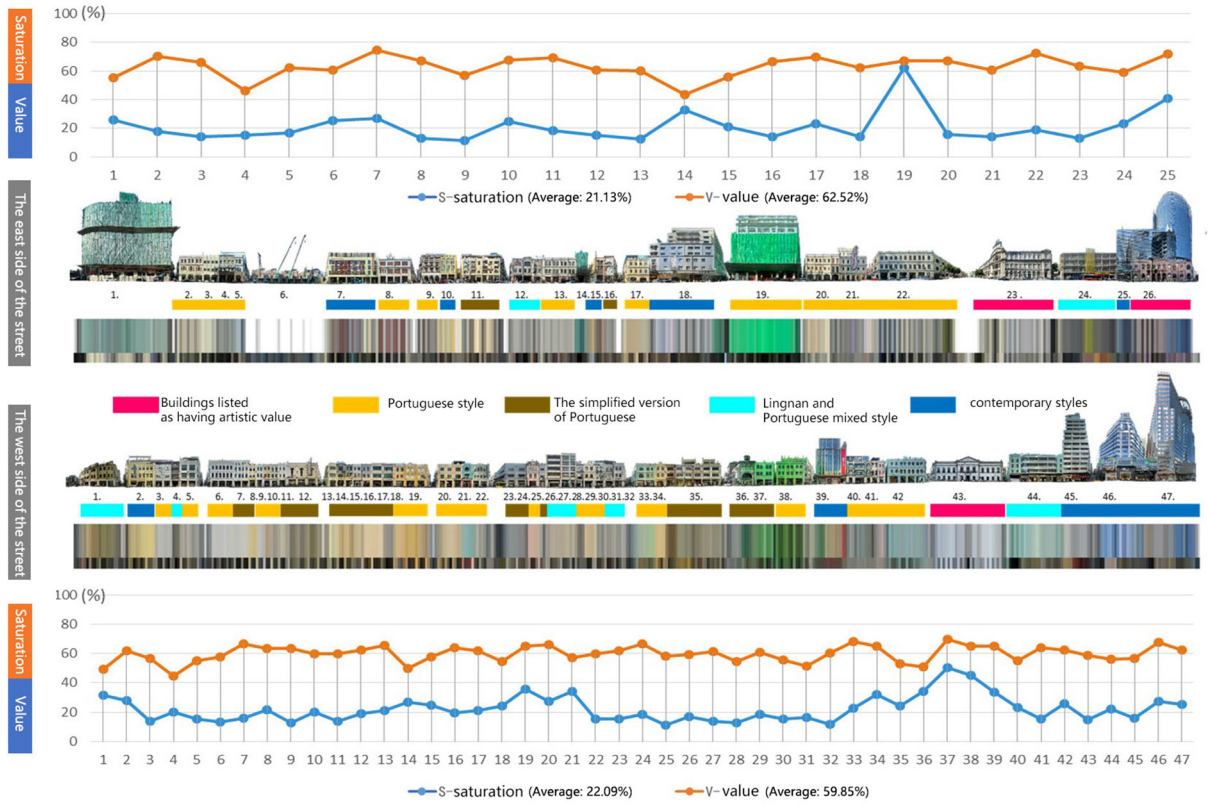 100 (%)
80
60
40
20
0
Saturation
Value
1 2 3 4 5 6 7 8 9 10 11 12 13 14 15 16 17 18 19 20 21 22 23 24 25
S-saturation (Average: 21.13%) V-value (Average: 62.52%)
The east side of the street
1. 2. 3. 4. 5. 6. 7. 8. 9. 10. 11. 12. 13. 14. 15. 16. 17. 18. 19. 20. 21. 22. 23. 24. 25. 26.
Buildings listed
as having artistic value
Portuguese style
The simplified version
of Portuguese
Lingnan and
Portuguese mixed style
contemporary styles
The west side of the street
1. 2. 3. 4. 5. 6. 7. 8. 9. 10. 11. 12. 13. 14. 15. 16. 17. 18. 19. 20. 21. 22. 23. 24. 25. 26. 27. 28. 29. 30. 31. 32 33. 34. 35. 36. 37. 38. 39. 40. 41. 42 43. 44. 45. 46. 47.
100 (%)
80
60
40
20
0
Saturation
Value
1 2 3 4 5 6 7 8 9 10 11 12 13 14 15 16 17 18 19 20 21 22 23 24 25 26 27 28 29 30 31 32 33 34 35 36 37 38 39 40 41 42 43 44 45 46 47
S-saturation (Average: 22.09%) V-value (Average: 59.85%)